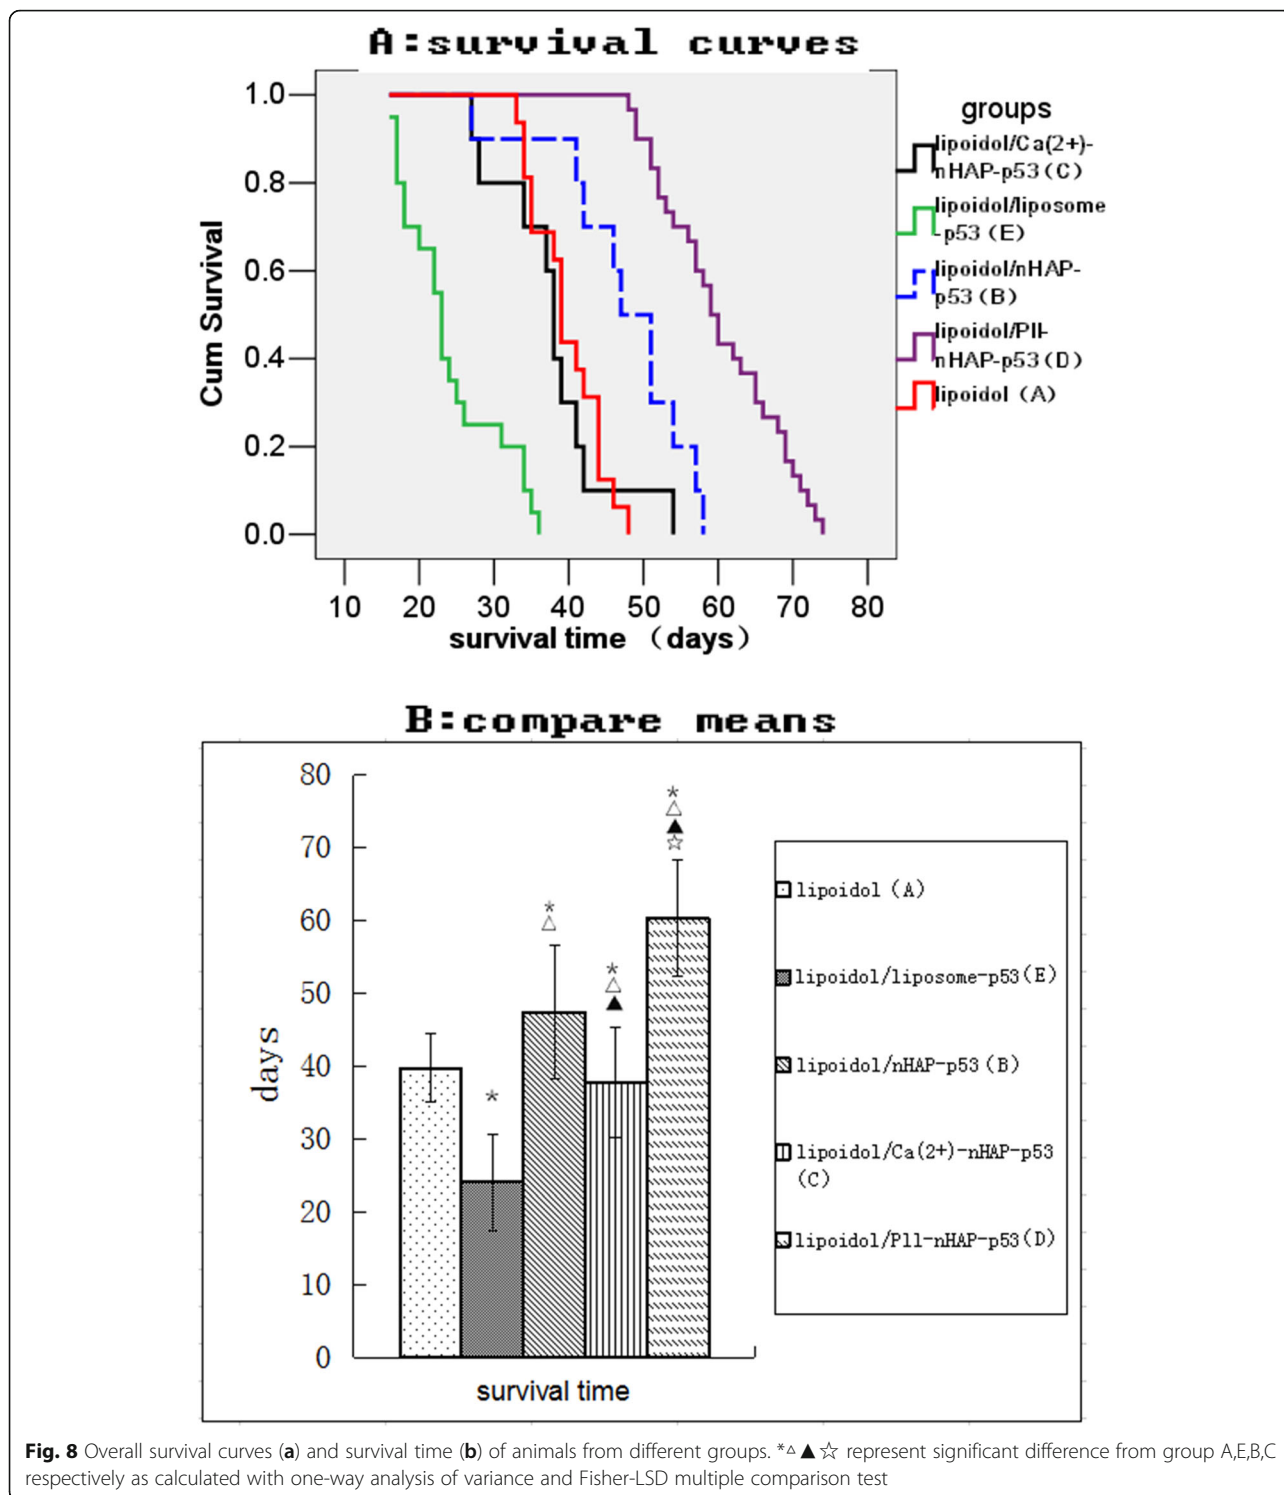 A:survival curves
1.0
0.8
0.6
0.4
0.2
0.0
Cum Survival
10 20 30 40 50 60 70 80
survival time （days）
groups
lipoidol/Ca(2+)-
nHAP-p53(C)
lipoidol/liposome
-p53(E)
lipoidol/nHAP-
p53(B)
lipoidol/Pll-
nHAP-p53(D)
lipoidol (A)
B:compare means
80
70
60
50
40
30
20
10
0
days
*
*
△
*
△
▲
*
△
▲
☆
survival time
lipoidol (A)
lipoidol/liposome-p53(E)
lipoidol/nHAP-p53(B)
lipoidol/Ca(2+)-nHAP-p53
(C)
lipoidol/Pll-nHAP-p53(D)
Fig. 8 Overall survival curves (a) and survival time (b) of animals from different groups. *△▲☆ represent significant difference from group A,E,B,C
respectively as calculated with one-way analysis of variance and Fisher-LSD multiple comparison test